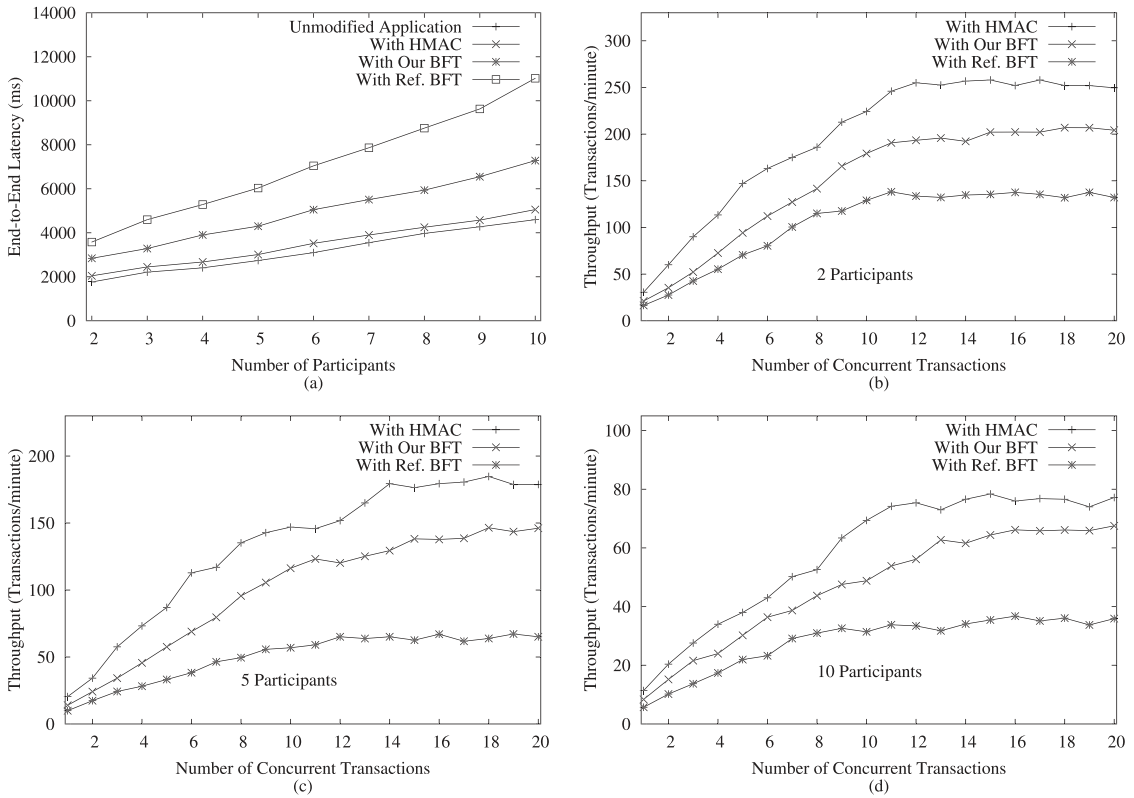 14000
12000
10000
8000
6000
4000
2000
0
End-to-End Latency (ms)
Unmodified Application
With HMAC
With Our BFT
With Ref. BFT
2 3 4 5 6 7 8 9 10
Number of Participants
(a)
300
250
200
150
100
50
0
Throughput (Transactions/minute)
With HMAC
With Our BFT
With Ref. BFT
2 Participants
2 4 6 8 10 12 14 16 18 20
Number of Concurrent Transactions
(b)
200
150
100
50
0
Throughput (Transactions/minute)
With HMAC
With Our BFT
With Ref. BFT
5 Participants
2 4 6 8 10 12 14 16 18 20
Number of Concurrent Transactions
(c)
100
80
60
40
20
0
Throughput (Transactions/minute)
With HMAC
With Our BFT
With Ref. BFT
10 Participants
2 4 6 8 10 12 14 16 18 20
Number of Concurrent Transactions
(d)